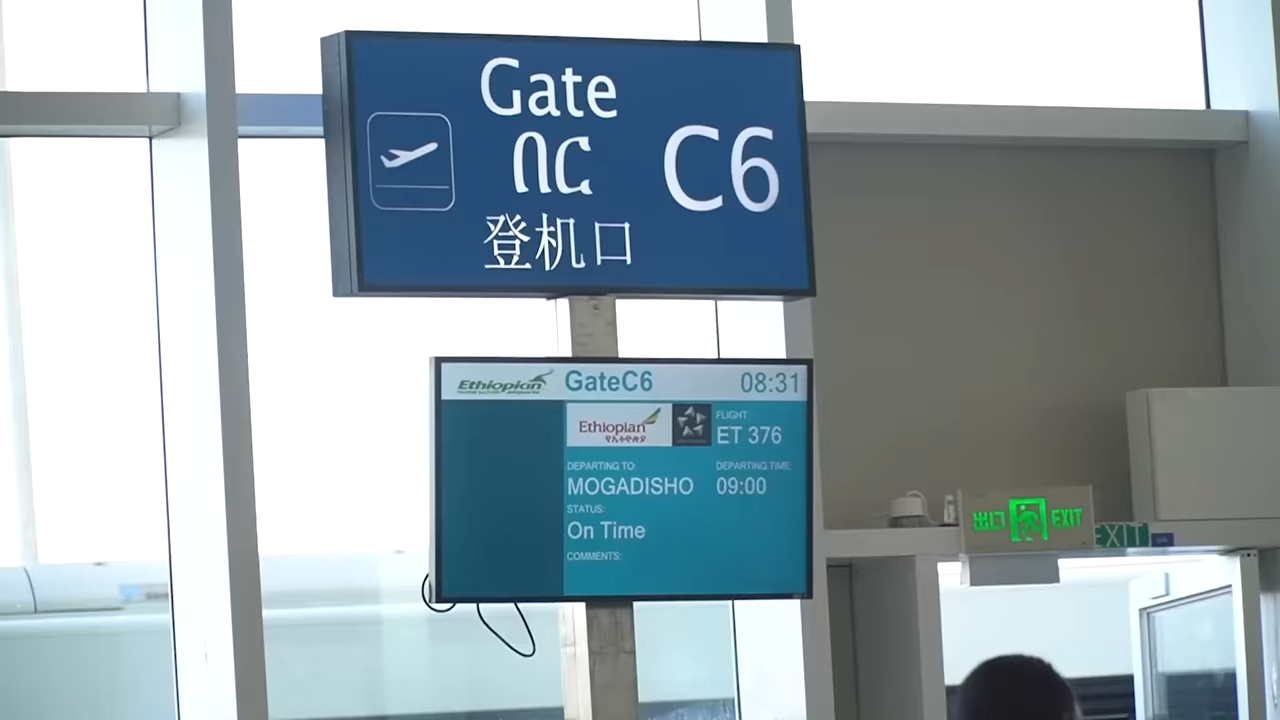 Gate
በር
登机口
C6
Ethiopian GateC6 08:31
Ethiopian
የኢትዮጵያ
FLIGHT
ET 376
DEPARTING TO: DEPARTING TIME:
MOGADISHO 09:00
STATUS:
On Time
COMMENTS:
出口 EXIT
EXIT